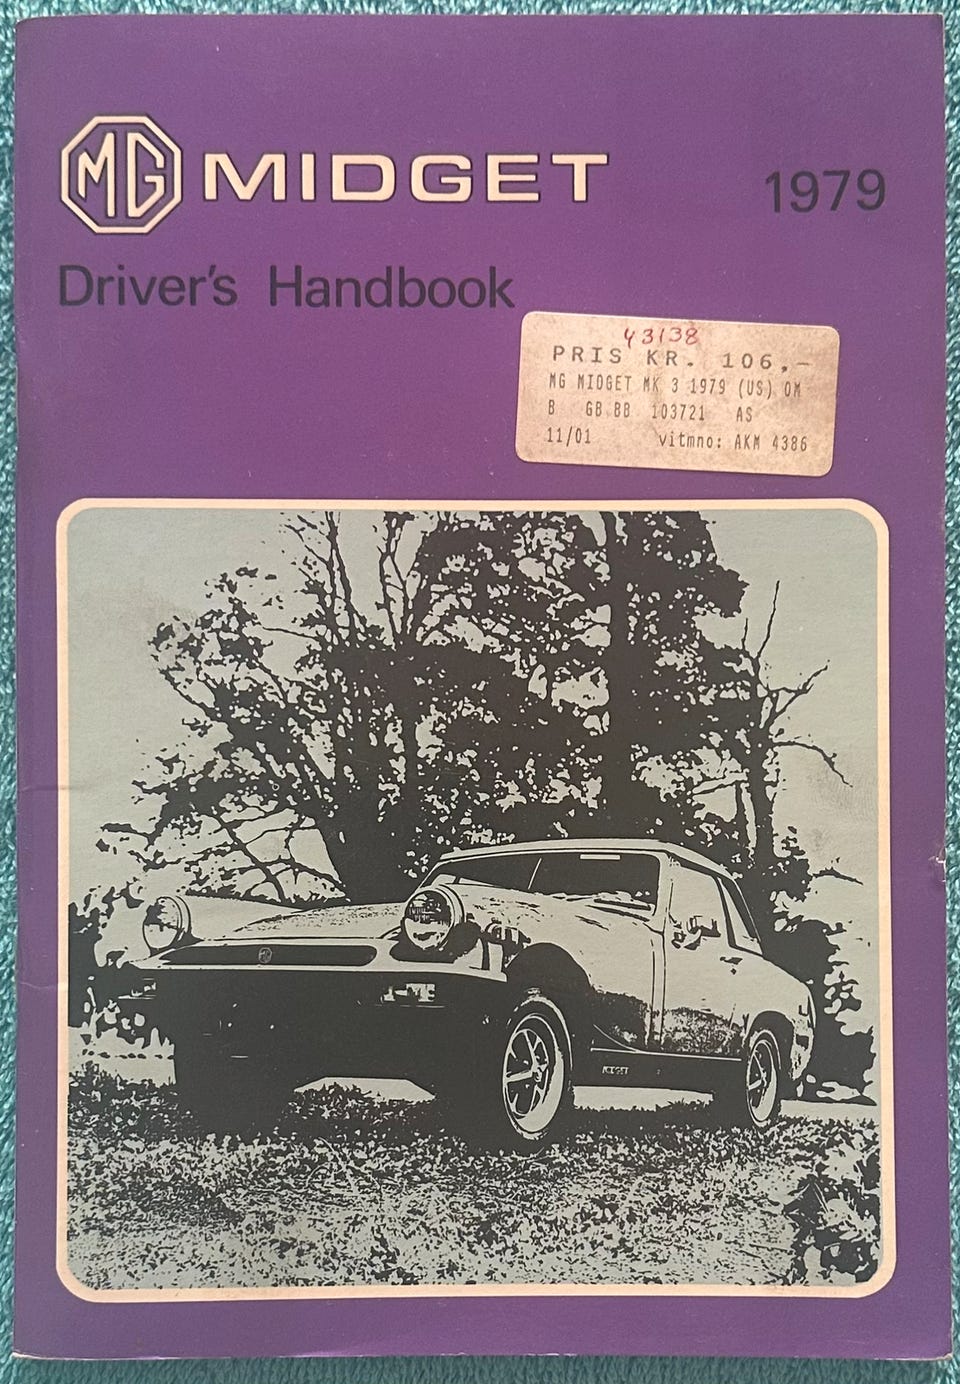 MG MIDGET 1979
Driver's Handbook
43138
PRIS KR. 106,-
MG MIDGET MK 3 1979 (US) OM
B GB BB 103721 AS
11/01 vitmno: AKM 4386
MIDGET